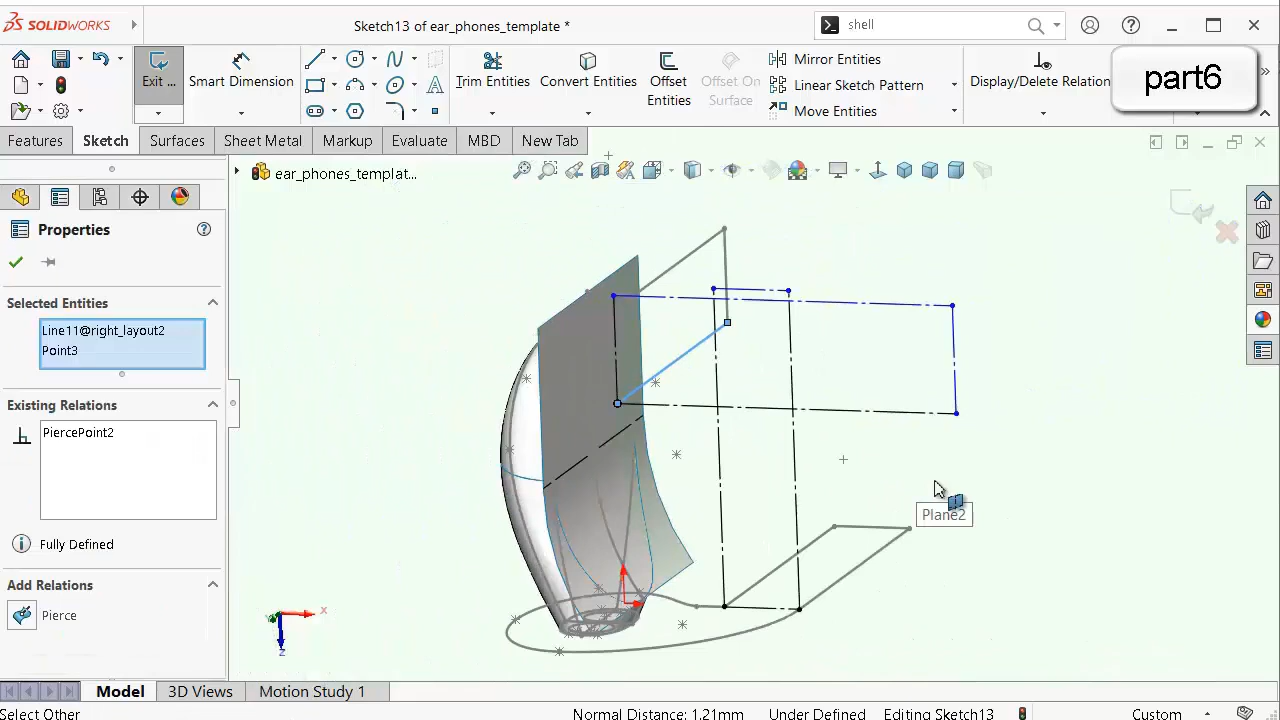 SOLIDWORKS
Sketch13 of ear_phones_template *
shell
Exit ...
Smart Dimension
Trim Entities
Convert Entities
Offset Entities
Offset On Surface
Mirror Entities
Linear Sketch Pattern
Move Entities
Display/Delete Relation
part6
Features
Sketch
Surfaces
Sheet Metal
Markup
Evaluate
MBD
New Tab
ear_phones_templat...
Properties
Selected Entities
Line11@right_layout2
Point3
Existing Relations
PiercePoint2
Fully Defined
Add Relations
Pierce
Plane2
x
z
Model
3D Views
Motion Study 1
Select Other
Normal Distance: 1.21mm
Under Defined
Editing Sketch13
Custom